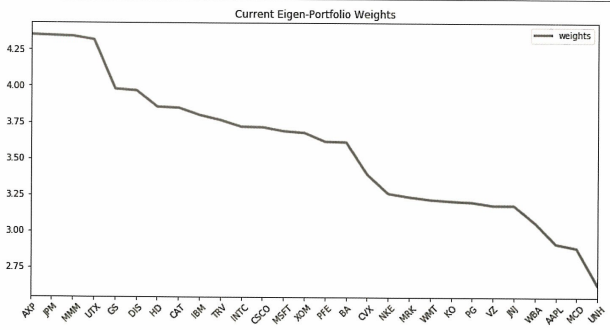 Current Eigen-Portfolio Weights
weights
4.25
4.00
3.75
3.50
3.25
3.00
2.75
AXP JPM MMM UTX GS DIS HD CAT IBM TRV INTC CSCO MSFT XOM PFE BA CVX NKE MRK WMT KO PG VZ JNJ WBA AAPL MCD UNH